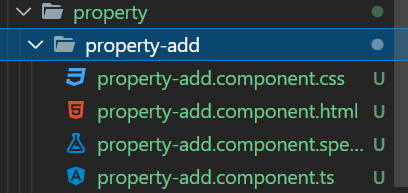 property
property-add
property-add.component.css U
property-add.component.html U
property-add.component.spe... U
property-add.component.ts U